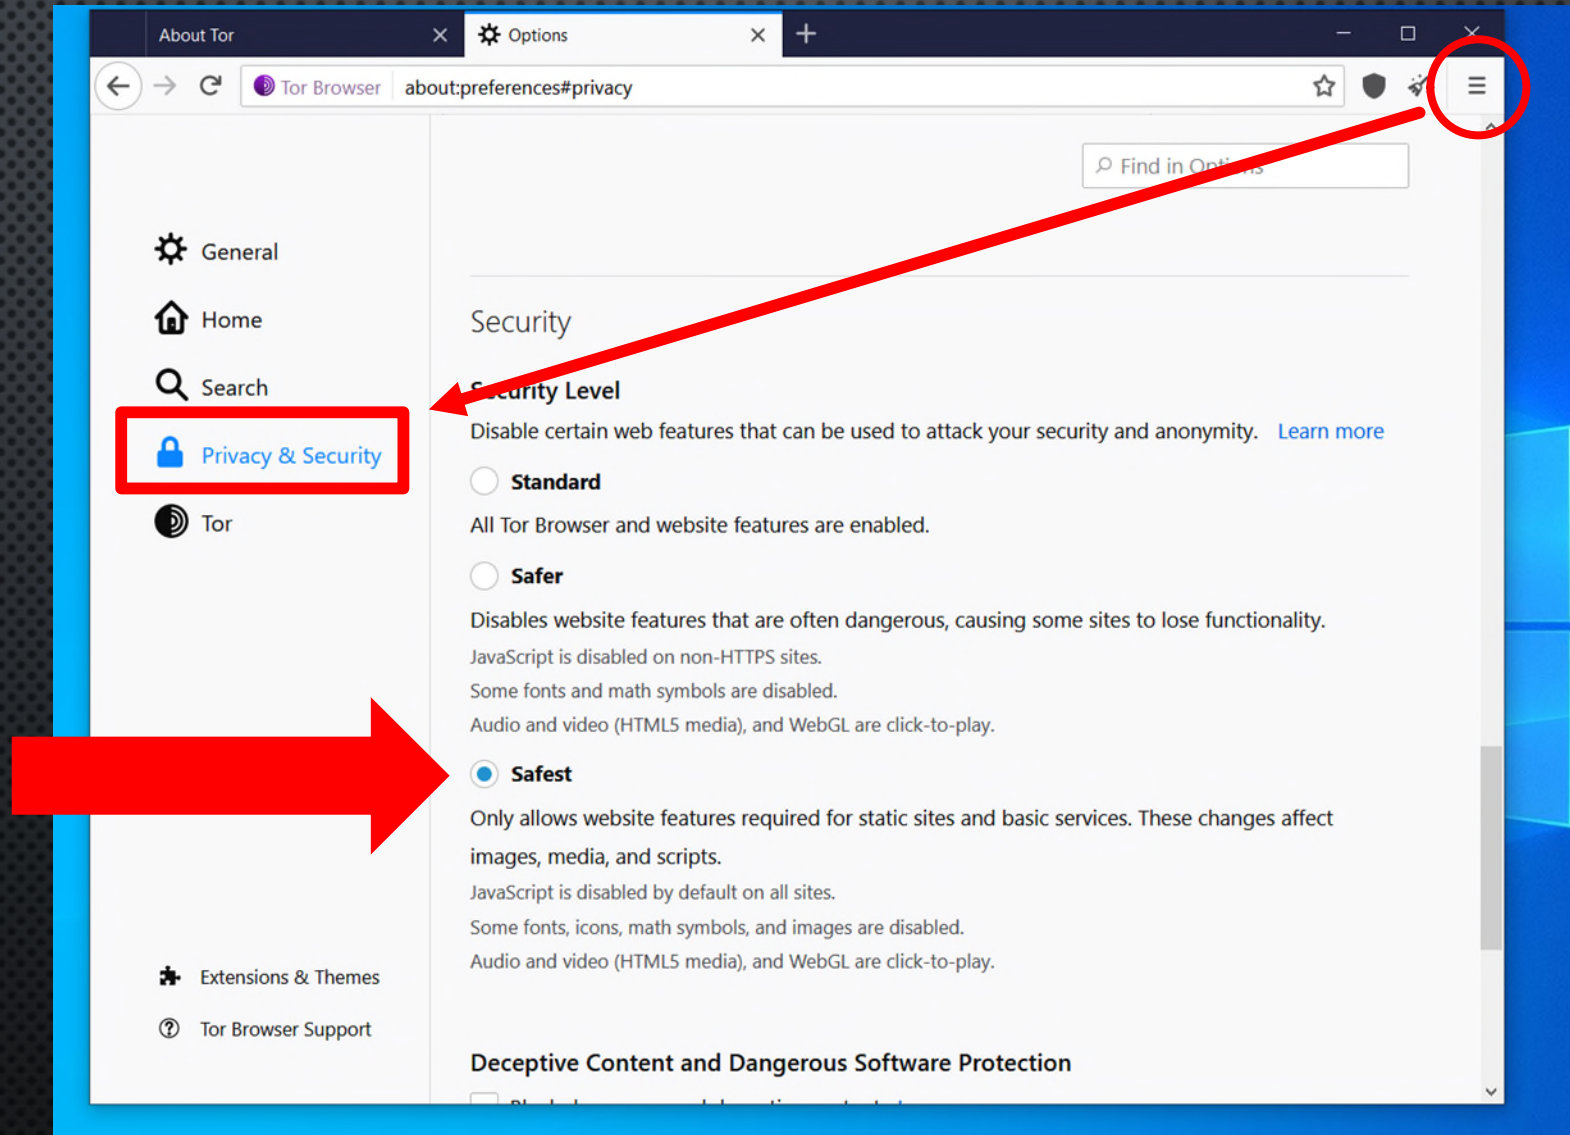 About Tor
Options
Tor Browser about:preferences#privacy
Find in Options
General
Home
Search
Privacy & Security
Tor
Extensions & Themes
Tor Browser Support
Security
Security Level
Disable certain web features that can be used to attack your security and anonymity. Learn more
Standard
All Tor Browser and website features are enabled.
Safer
Disables website features that are often dangerous, causing some sites to lose functionality.
JavaScript is disabled on non-HTTPS sites.
Some fonts and math symbols are disabled.
Audio and video (HTML5 media), and WebGL are click-to-play.
Safest
Only allows website features required for static sites and basic services. These changes affect
images, media, and scripts.
JavaScript is disabled by default on all sites.
Some fonts, icons, math symbols, and images are disabled.
Audio and video (HTML5 media), and WebGL are click-to-play.
Deceptive Content and Dangerous Software Protection